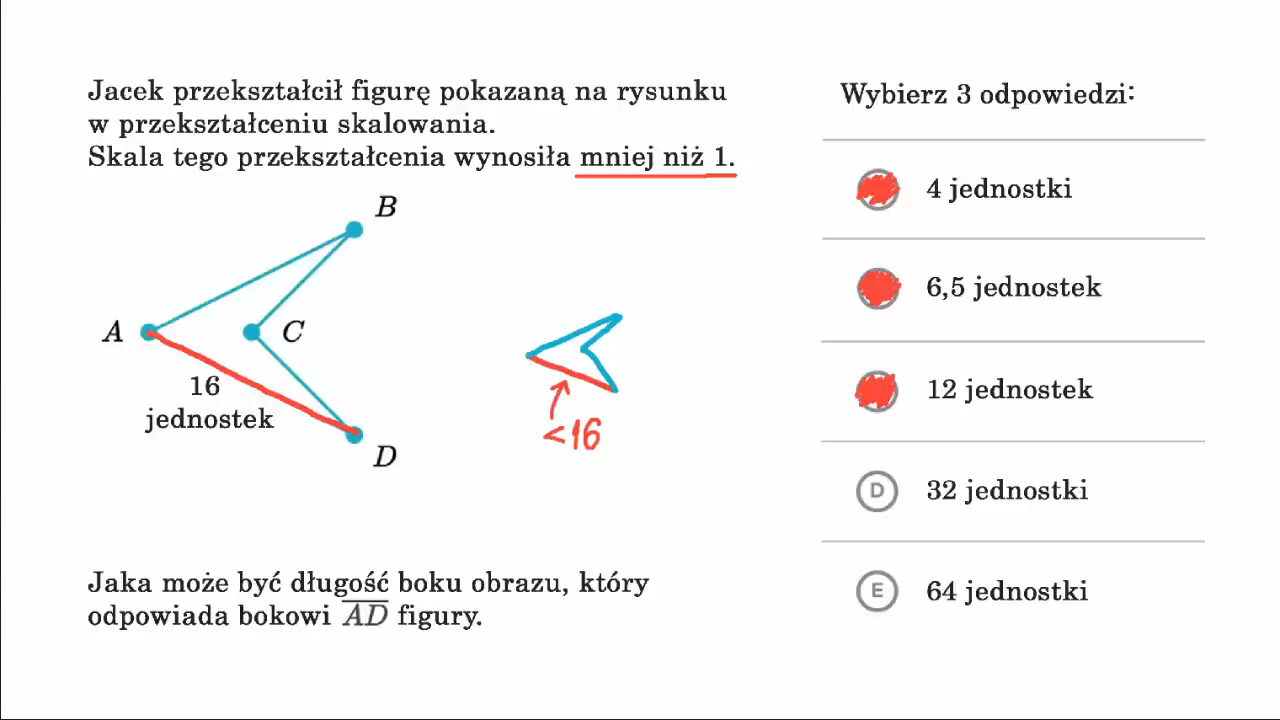 Jacek przekształcił figurę pokazaną na rysunku
w przekształceniu skalowania.
Skala tego przekształcenia wynosiła mniej niż 1.
B
A
C
16
jednostek
D
<16
Jaka może być długość boku obrazu, który
odpowiada bokowi AD figury.
Wybierz 3 odpowiedzi:
4 jednostki
6,5 jednostek
12 jednostek
D 32 jednostki
E 64 jednostki